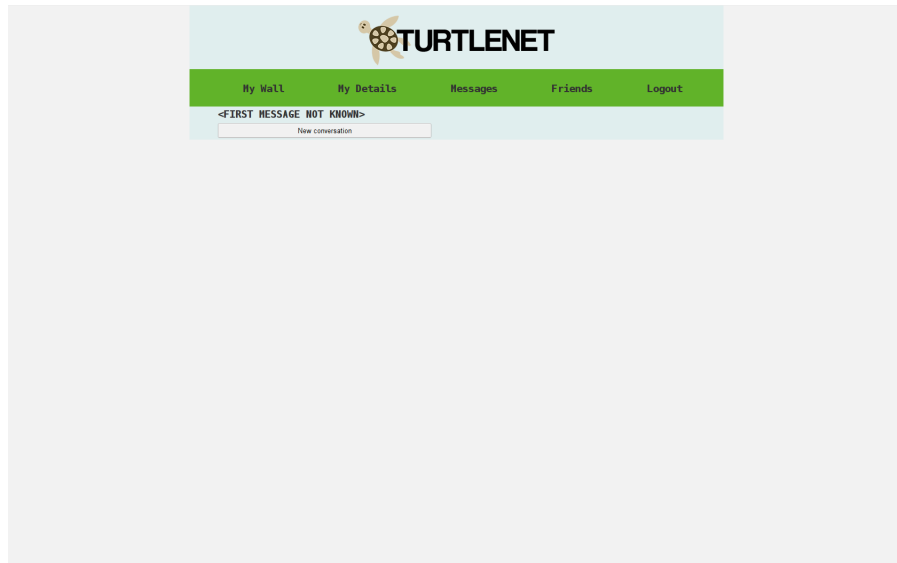 TURTLENET
My Wall My Details Messages Friends Logout
<FIRST MESSAGE NOT KNOWN>
New conversation